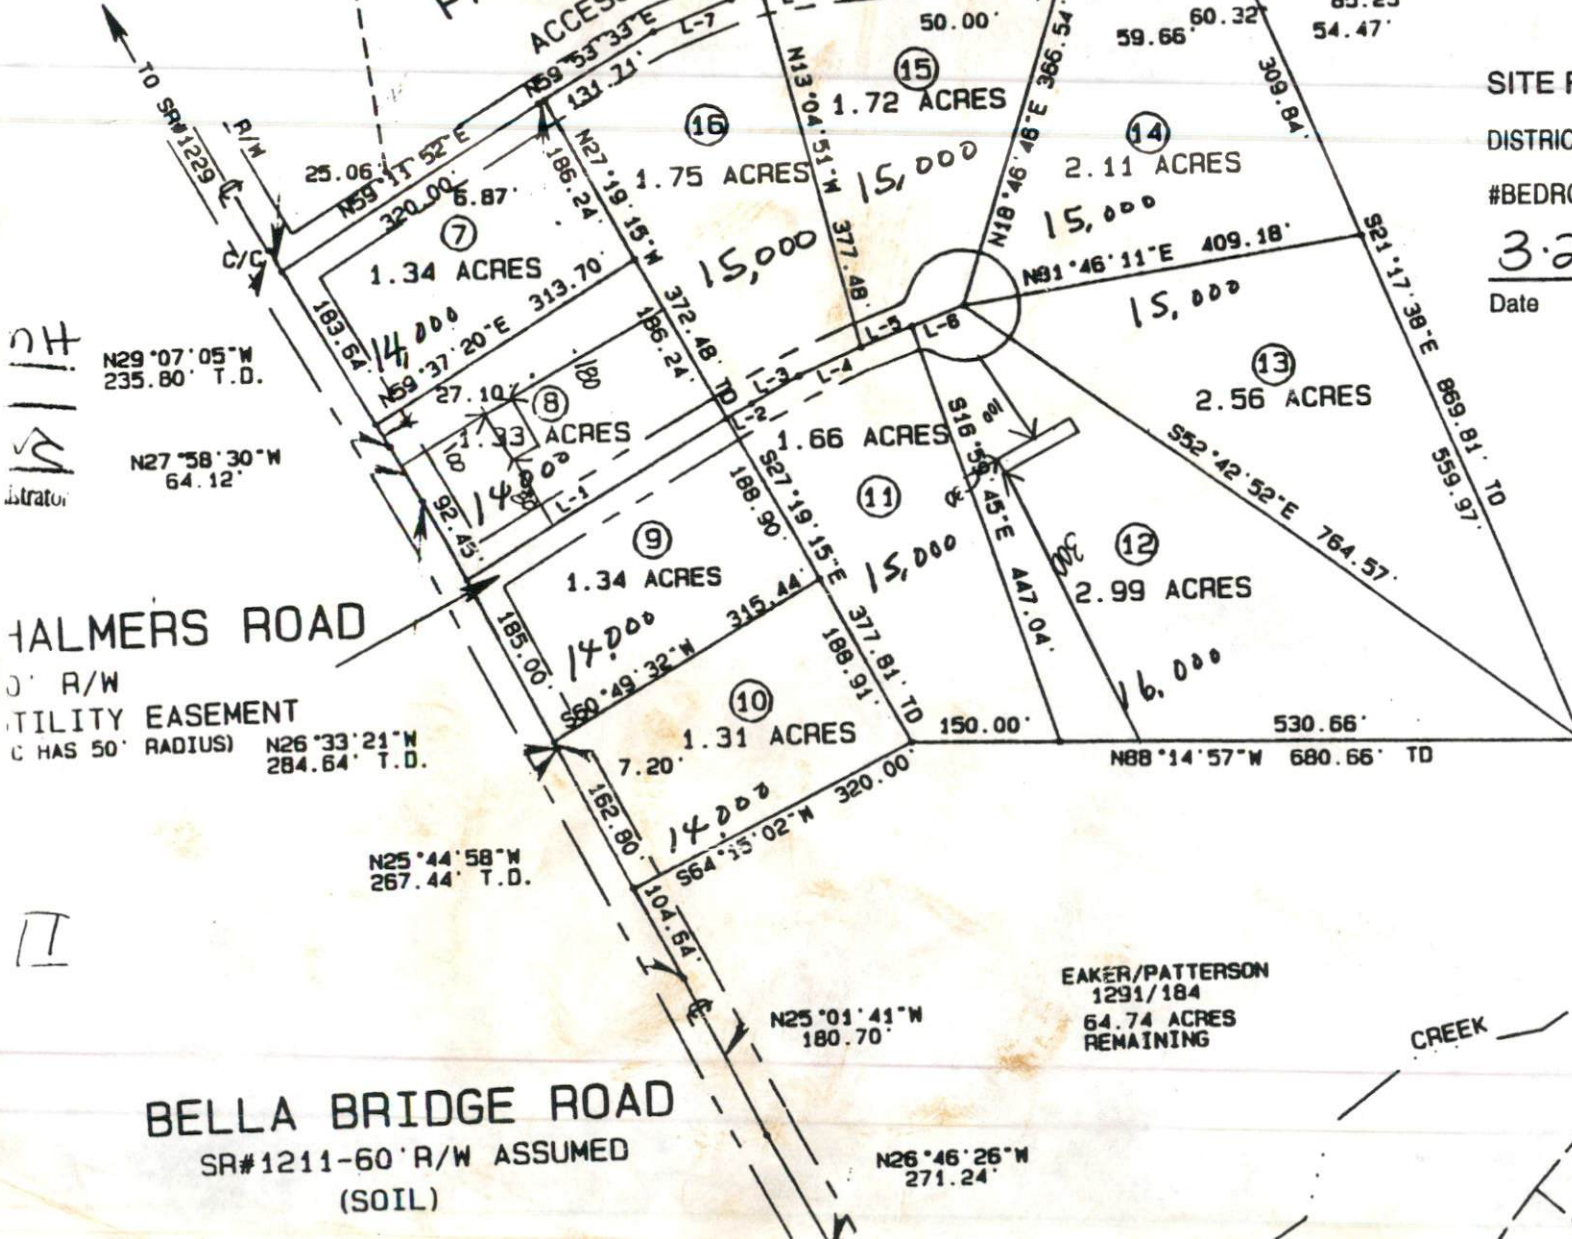 ACCESS
N59°53'33"E
131.71'
L-7
50.00'
59.66'
60.32'
54.47'
SITE
TO SR#1229
R/W
25.06'
N59°11'52"E
320.00'
6.87'
7
1.34 ACRES
14,000
186.24'
N27°19'15"W
372.48' TD
186.24'
16
1.75 ACRES
15,000
N13°04'51"W 377.48'
15
1.72 ACRES
15,000
N18°46'46"E 366.54'
14
2.11 ACRES
15,000
309.84'
S21°17'38"E 869.81' TD
559.97'
#BEDRO
Date
C/C
183.64'
N59°37'20"E 313.70'
27.10'
8
1.33 ACRES
180
100
14,000
N29°07'05"W
235.80' T.D.
N27°58'30"W
64.12'
istrator
92.45'
L-1
L-2
L-3
L-4
L-5
L-6
N81°46'11"E 409.18'
15,000
13
2.56 ACRES
S52°42'52"E 764.57'
1.66 ACRES
11
15,000
S16°59'45"E 447.04'
300
12
2.99 ACRES
16,000
188.90'
S27°19'15"E
377.81' TD
188.91'
9
1.34 ACRES
14,000
185.00'
S60°49'32"W 315.44'
10
1.31 ACRES
14,000
7.20'
162.80'
S64°15'02"W 320.00'
150.00'
530.66'
N88°14'57"W 680.66' TD
HALMERS ROAD
0' R/W
TILITY EASEMENT
C HAS 50' RADIUS)
N26°33'21"W
284.64' T.D.
N25°44'58"W
267.44' T.D.
104.64'
N25°01'41"W
180.70'
EAKER/PATTERSON
1291/184
64.74 ACRES
REMAINING
CREEK
BELLA BRIDGE ROAD
SR#1211-60'R/W ASSUMED
(SOIL)
N26°46'26"W
271.24'